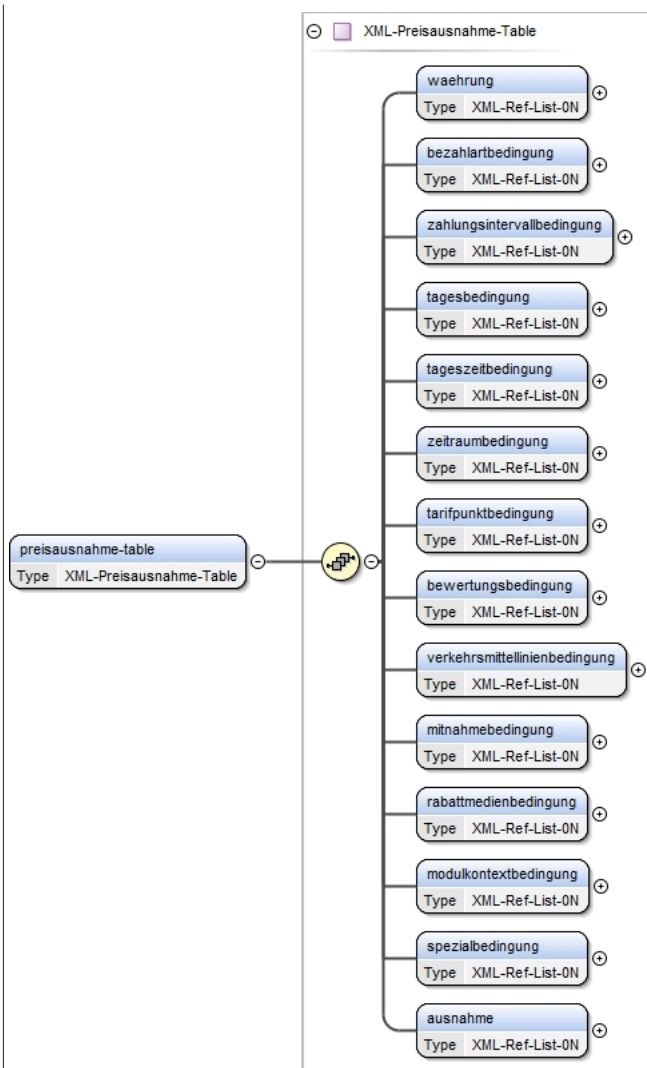 XML-Preisausnahme-Table
waehrung
Type XML-Ref-List-0N
bezahlartbedingung
Type XML-Ref-List-0N
zahlungsintervallbedingung
Type XML-Ref-List-0N
tagesbedingung
Type XML-Ref-List-0N
tageszeitbedingung
Type XML-Ref-List-0N
zeitraumbedingung
Type XML-Ref-List-0N
tarifpunktbedingung
Type XML-Ref-List-0N
preisausnahme-table
Type XML-Preisausnahme-Table
bewertungsbedingung
Type XML-Ref-List-0N
verkehrsmittellinienbedingung
Type XML-Ref-List-0N
mitnahmebedingung
Type XML-Ref-List-0N
rabattmedienbedingung
Type XML-Ref-List-0N
modulkontextbedingung
Type XML-Ref-List-0N
spezialbedingung
Type XML-Ref-List-0N
ausnahme
Type XML-Ref-List-0N